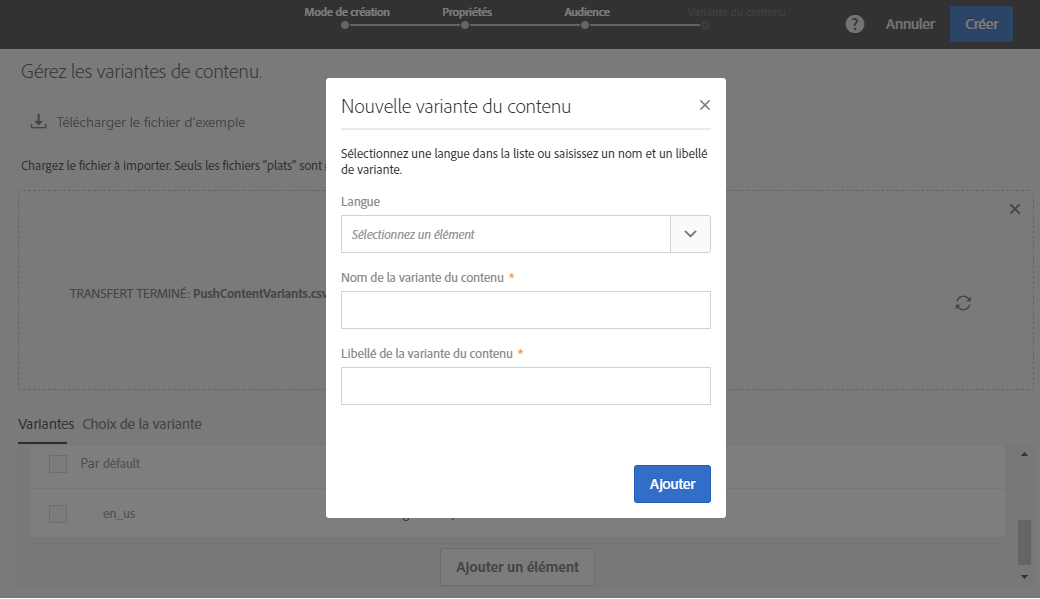 Mode de création
Propriétés
Audience
Variante du contenu
?
Annuler
Créer
Gérez les variantes de contenu.
Télécharger le fichier d'exemple
Chargez le fichier à importer. Seuls les fichiers "plats" sont
TRANSFERT TERMINÉ: PushContentVariants.csv
Nouvelle variante du contenu
Sélectionnez une langue dans la liste ou saisissez un nom et un libellé
de variante.
Langue
Sélectionnez un élément
Nom de la variante du contenu *
Libellé de la variante du contenu *
Ajouter
Variantes Choix de la variante
Par défault
en_us
Ajouter un élément